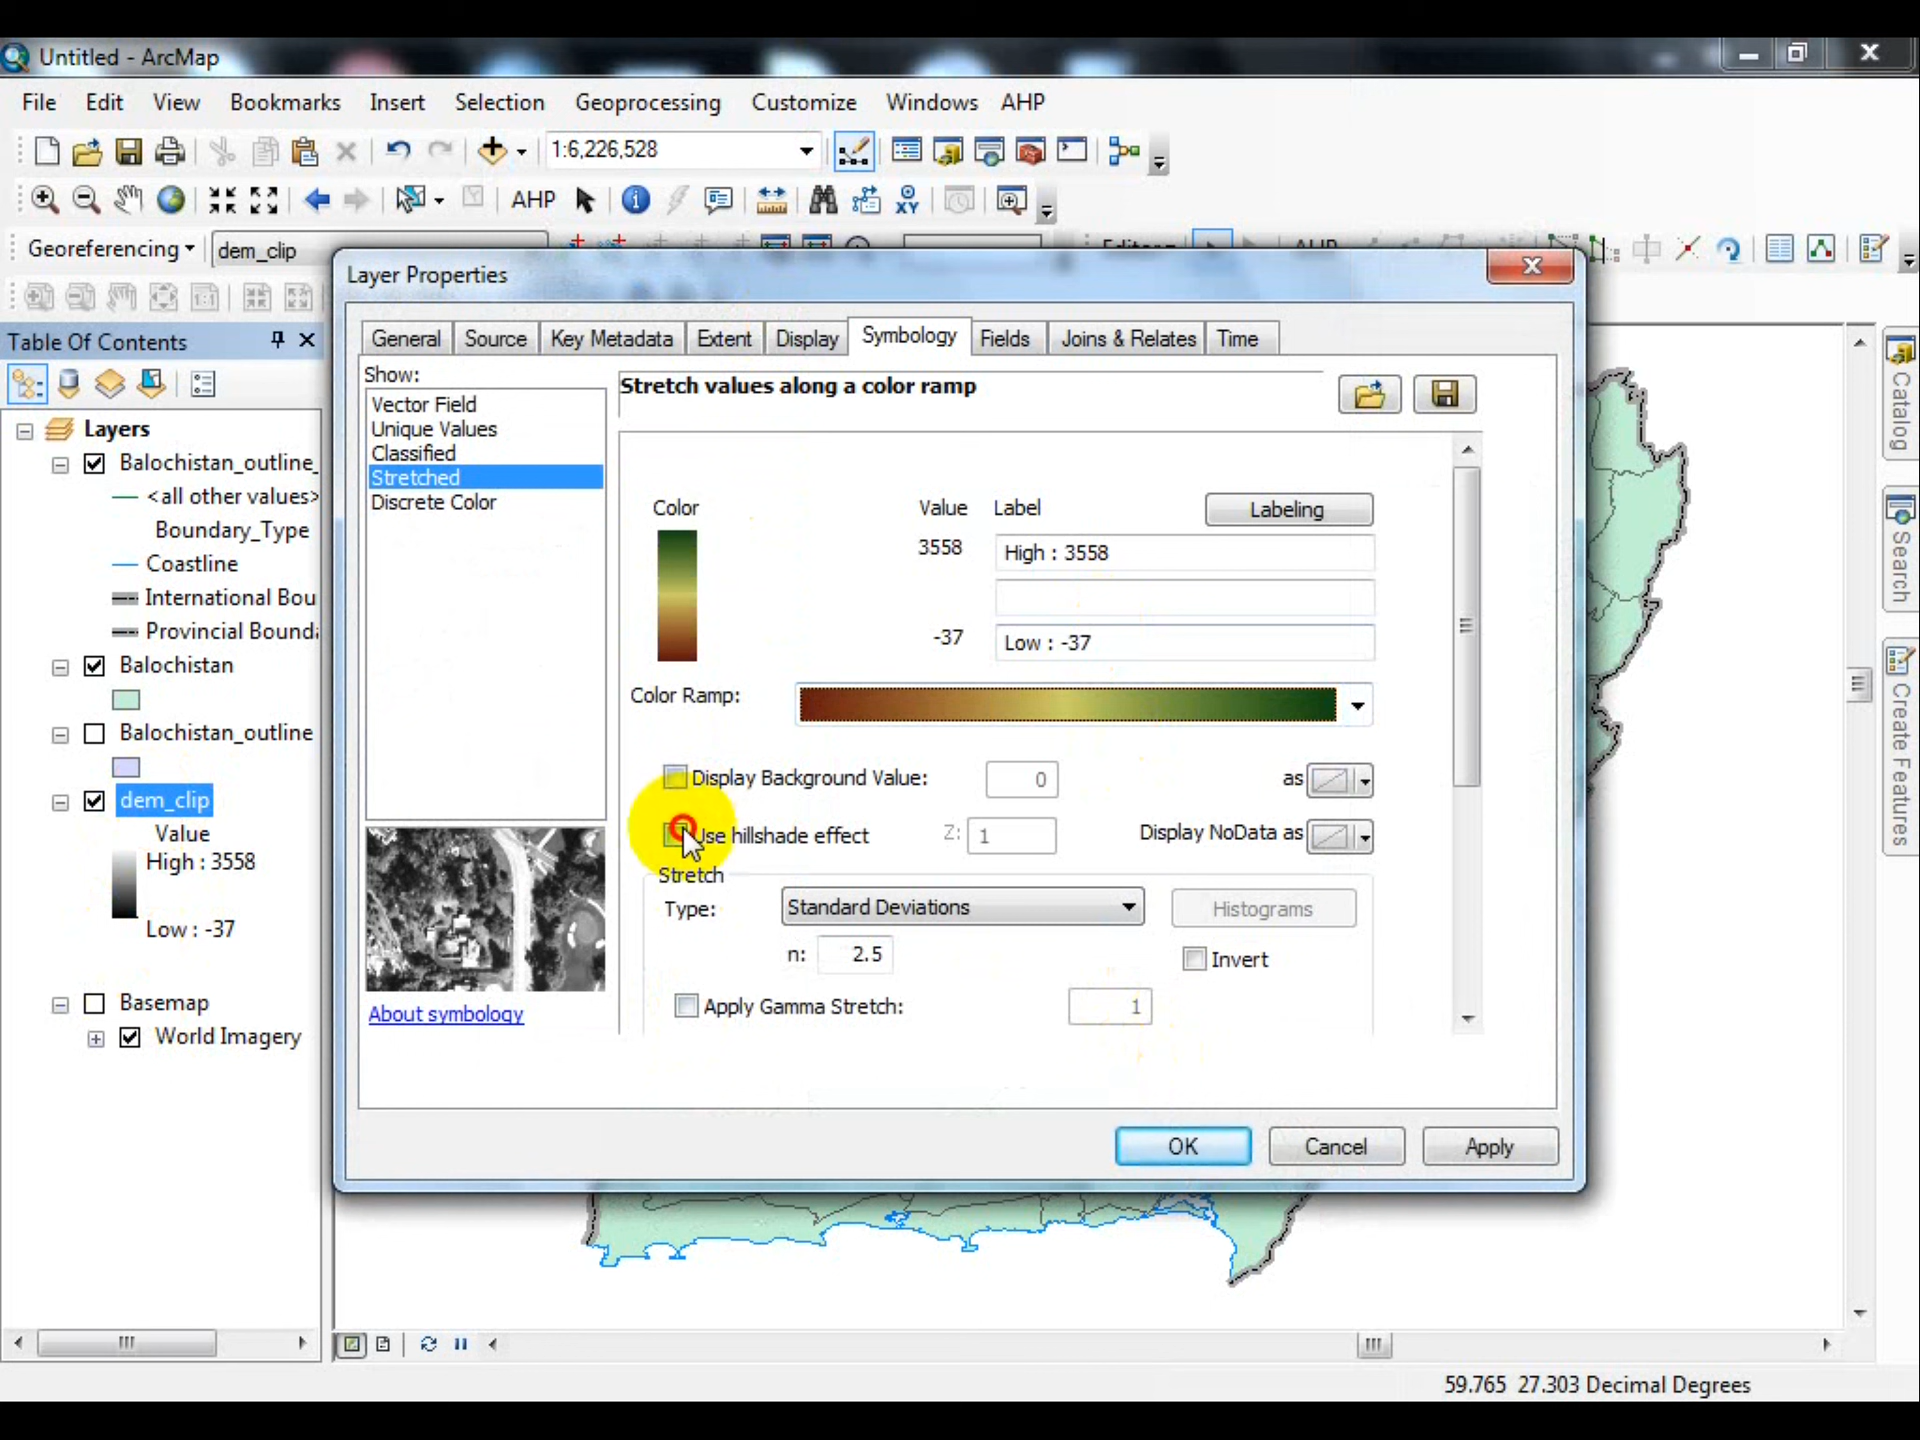 Untitled - ArcMap
File Edit View Bookmarks Insert Selection Geoprocessing Customize Windows AHP
1:6,226,528
AHP
XY
Georeferencing dem_clip
1:1
Layer Properties
Table Of Contents
General Source Key Metadata Extent Display Symbology Fields Joins & Relates Time
Show:
Vector Field
Unique Values
Classified
Stretched
Discrete Color
About symbology
Stretch values along a color ramp
Color Value Label Labeling
3558 High : 3558
-37 Low : -37
Color Ramp:
Display Background Value: 0 as
Use hillshade effect Z: 1 Display NoData as
Stretch
Type: Standard Deviations Histograms
n: 2.5 Invert
Apply Gamma Stretch: 1
OK Cancel Apply
Layers
Balochistan_outline_
<all other values>
Boundary_Type
Coastline
International Bou
Provincial Bound
Balochistan
Balochistan_outline
dem_clip
Value
High : 3558
Low : -37
Basemap
World Imagery
Catalog
Search
Create Features
59.765 27.303 Decimal Degrees